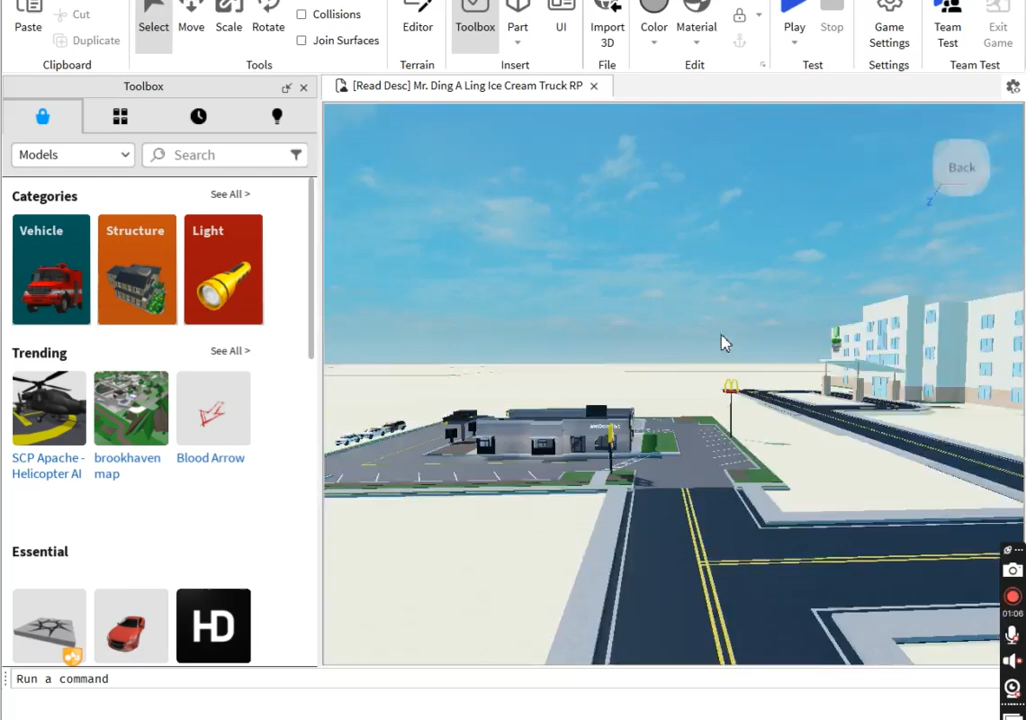 Paste
Cut
Duplicate
Clipboard
Select
Move
Scale
Rotate
Collisions
Join Surfaces
Tools
Editor
Terrain
Toolbox
Part
UI
Insert
Import
3D
File
Color
Material
Edit
Play
Stop
Test
Game
Settings
Settings
Team
Test
Exit
Game
Team Test
Toolbox
[Read Desc] Mr. Ding A Ling Ice Cream Truck RP
Models
Search
Categories
See All >
Vehicle
Structure
Light
Trending
See All >
SCP Apache -
Helicopter AI
brookhaven
map
Blood Arrow
Essential
HD
Back
Z
01:06
Run a command